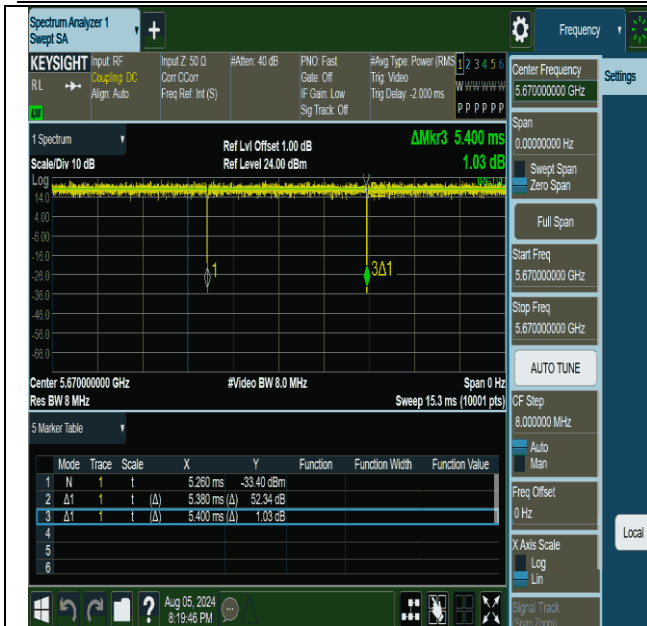 Spectrum Analyzer 1
Swept SA
+
Frequency
KEYSIGHT
RL
Input: RF
Coupling: DC
Align: Auto
Input Z: 50 Ω
Corr CCorr
Freq Ref: Int (S)
#Atten: 40 dB
PNO: Fast
Gate: Off
IF Gain: Low
Sig Track: Off
#Avg Type: Power (RMS)
Trig: Video
Trig Delay: -2.000 ms
1 2 3 4 5 6
W W W W W W
P P P P P P
1 Spectrum
Scale/Div 10 dB
Log
Ref Lvl Offset 1.00 dB
Ref Level 24.00 dBm
ΔMkr3 5.400 ms
1.03 dB
14.0
4.00
-6.00
-16.0
-26.0
-36.0
-46.0
-56.0
-66.0
1
3Δ1
Center 5.670000000 GHz
Res BW 8 MHz
#Video BW 8.0 MHz
Span 0 Hz
Sweep 15.3 ms (10001 pts)
5 Marker Table
Mode Trace Scale X Y Function Function Width Function Value
1 N 1 t 5.260 ms -33.40 dBm
2 Δ1 1 t (Δ) 5.380 ms (Δ) 52.34 dB
3 Δ1 1 t (Δ) 5.400 ms (Δ) 1.03 dB
4
5
6
?
Aug 05, 2024
8:19:46 PM
Center Frequency
5.670000000 GHz
Span
0.00000000 Hz
Swept Span
Zero Span
Full Span
Start Freq
5.670000000 GHz
Stop Freq
5.670000000 GHz
AUTO TUNE
CF Step
8.000000 MHz
Auto
Man
Freq Offset
0 Hz
X Axis Scale
Log
Lin
Signal Track
(Span Zoom)
Settings
Local